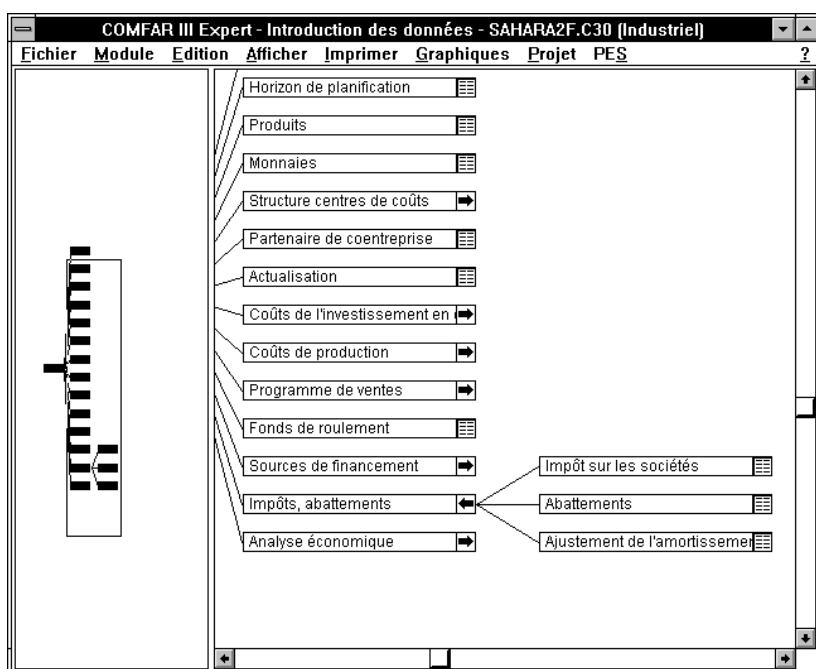 COMFAR III Expert - Introduction des données - SAHARA2F.C30 (Industriel)
Fichier Module Edition Afficher Imprimer Graphiques Projet PES ?
Horizon de planification
Produits
Monnaies
Structure centres de coûts
Partenaire de coentreprise
Actualisation
Coûts de l'investissement en
Coûts de production
Programme de ventes
Fonds de roulement
Sources de financement
Impôt sur les sociétés
Impôts, abattements
Abattements
Analyse économique
Ajustement de l'amortissemen